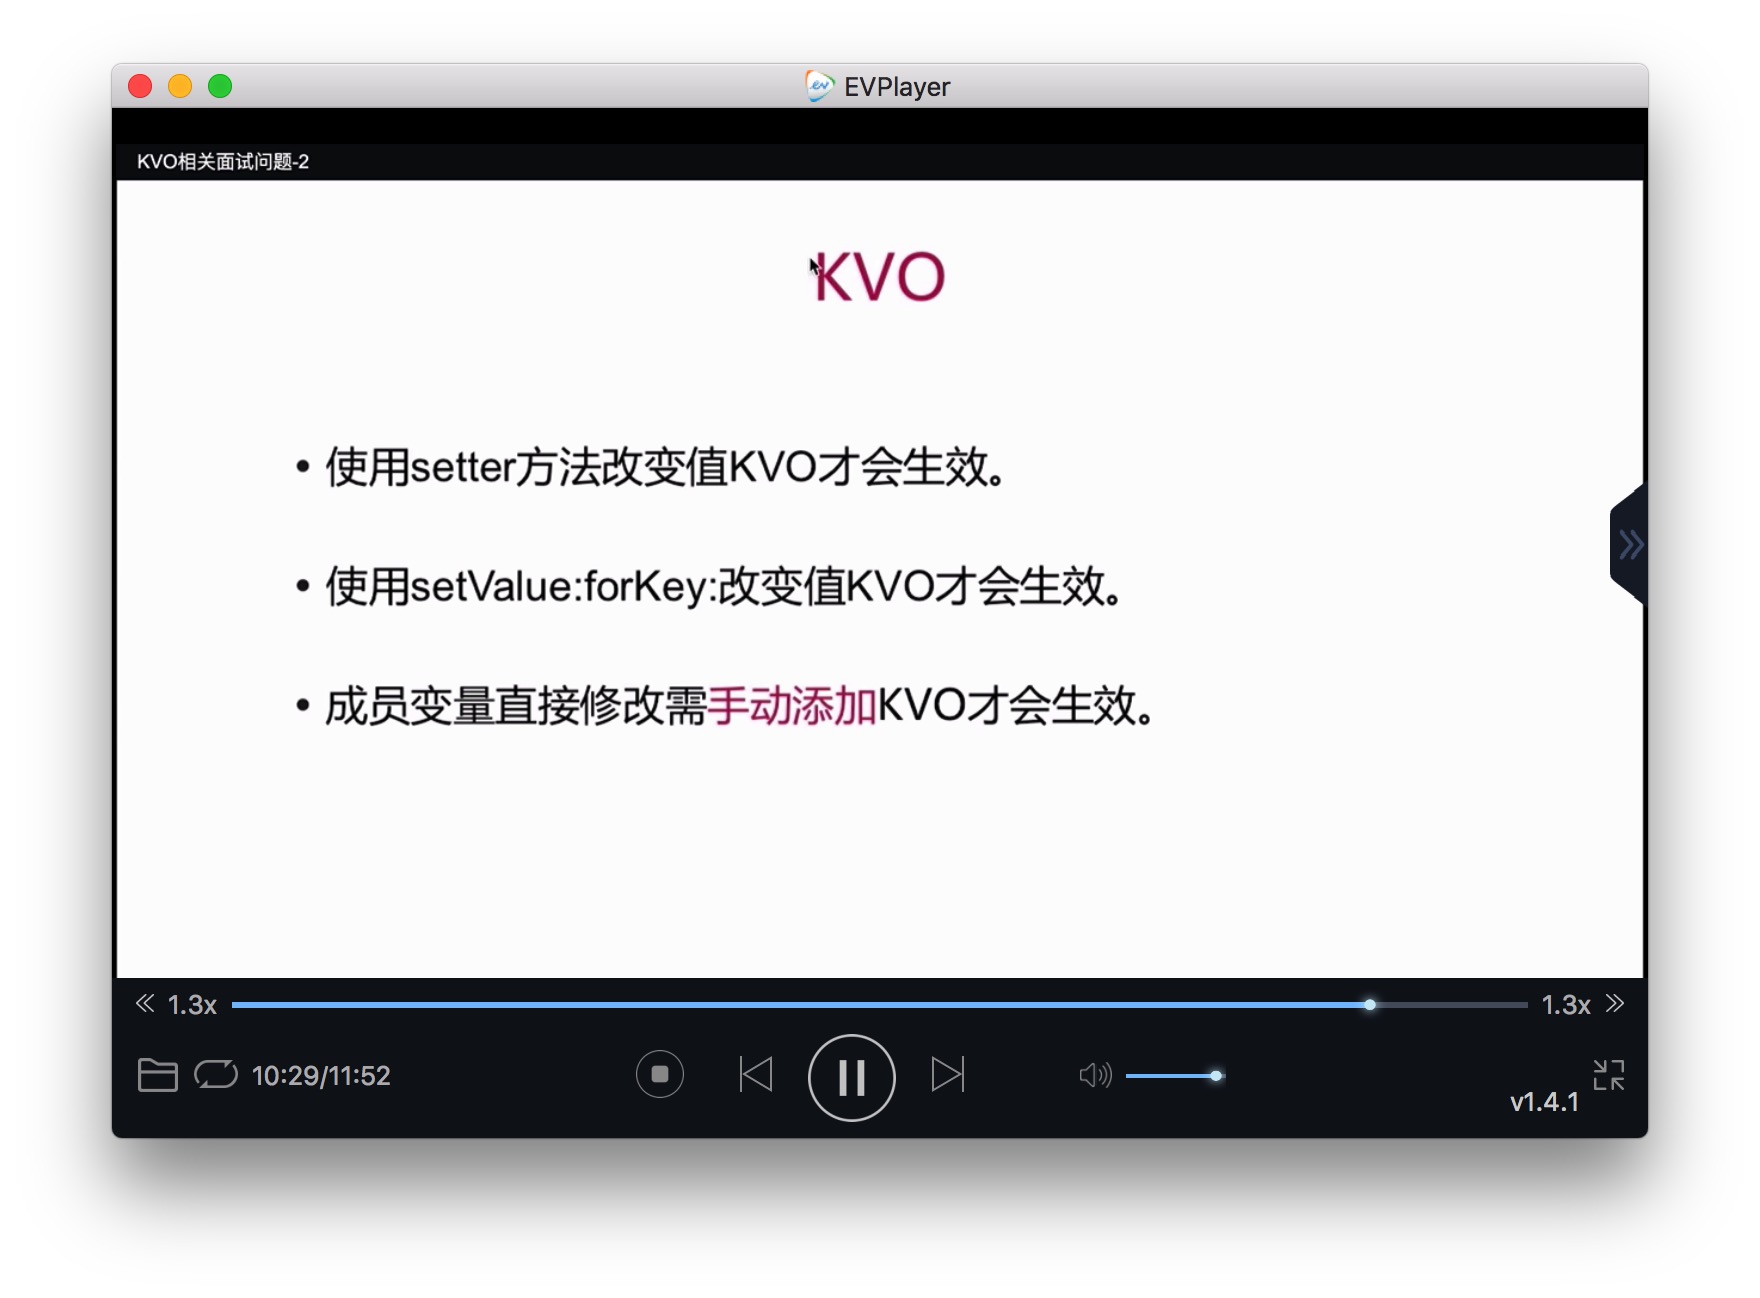 EVPlayer
KVO相关面试问题-2
KVO
• 使用setter方法改变值KVO才会生效。
• 使用setValue:forKey:改变值KVO才会生效。
• 成员变量直接修改需手动添加KVO才会生效。
1.3x
1.3x
10:29/11:52
v1.4.1